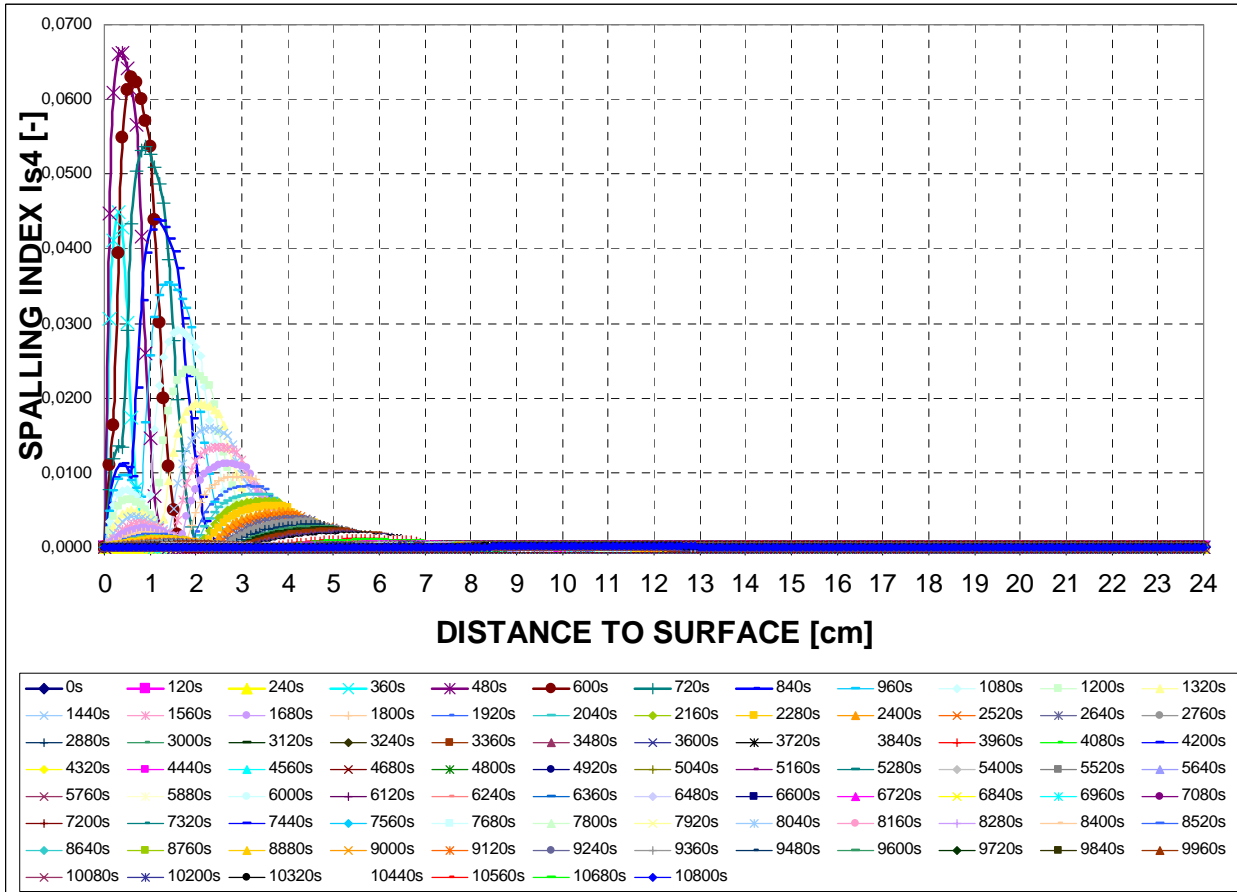 0,0700
0,0600
0,0500
0,0400
0,0300
0,0200
0,0100
0,0000
SPALLING INDEX Is4 [-]
0 1 2 3 4 5 6 7 8 9 10 11 12 13 14 15 16 17 18 19 20 21 22 23 24
DISTANCE TO SURFACE [cm]
0s 120s 240s 360s 480s 600s 720s 840s 960s 1080s 1200s 1320s
1440s 1560s 1680s 1800s 1920s 2040s 2160s 2280s 2400s 2520s 2640s 2760s
2880s 3000s 3120s 3240s 3360s 3480s 3600s 3720s 3840s 3960s 4080s 4200s
4320s 4440s 4560s 4680s 4800s 4920s 5040s 5160s 5280s 5400s 5520s 5640s
5760s 5880s 6000s 6120s 6240s 6360s 6480s 6600s 6720s 6840s 6960s 7080s
7200s 7320s 7440s 7560s 7680s 7800s 7920s 8040s 8160s 8280s 8400s 8520s
8640s 8760s 8880s 9000s 9120s 9240s 9360s 9480s 9600s 9720s 9840s 9960s
10080s 10200s 10320s 10440s 10560s 10680s 10800s